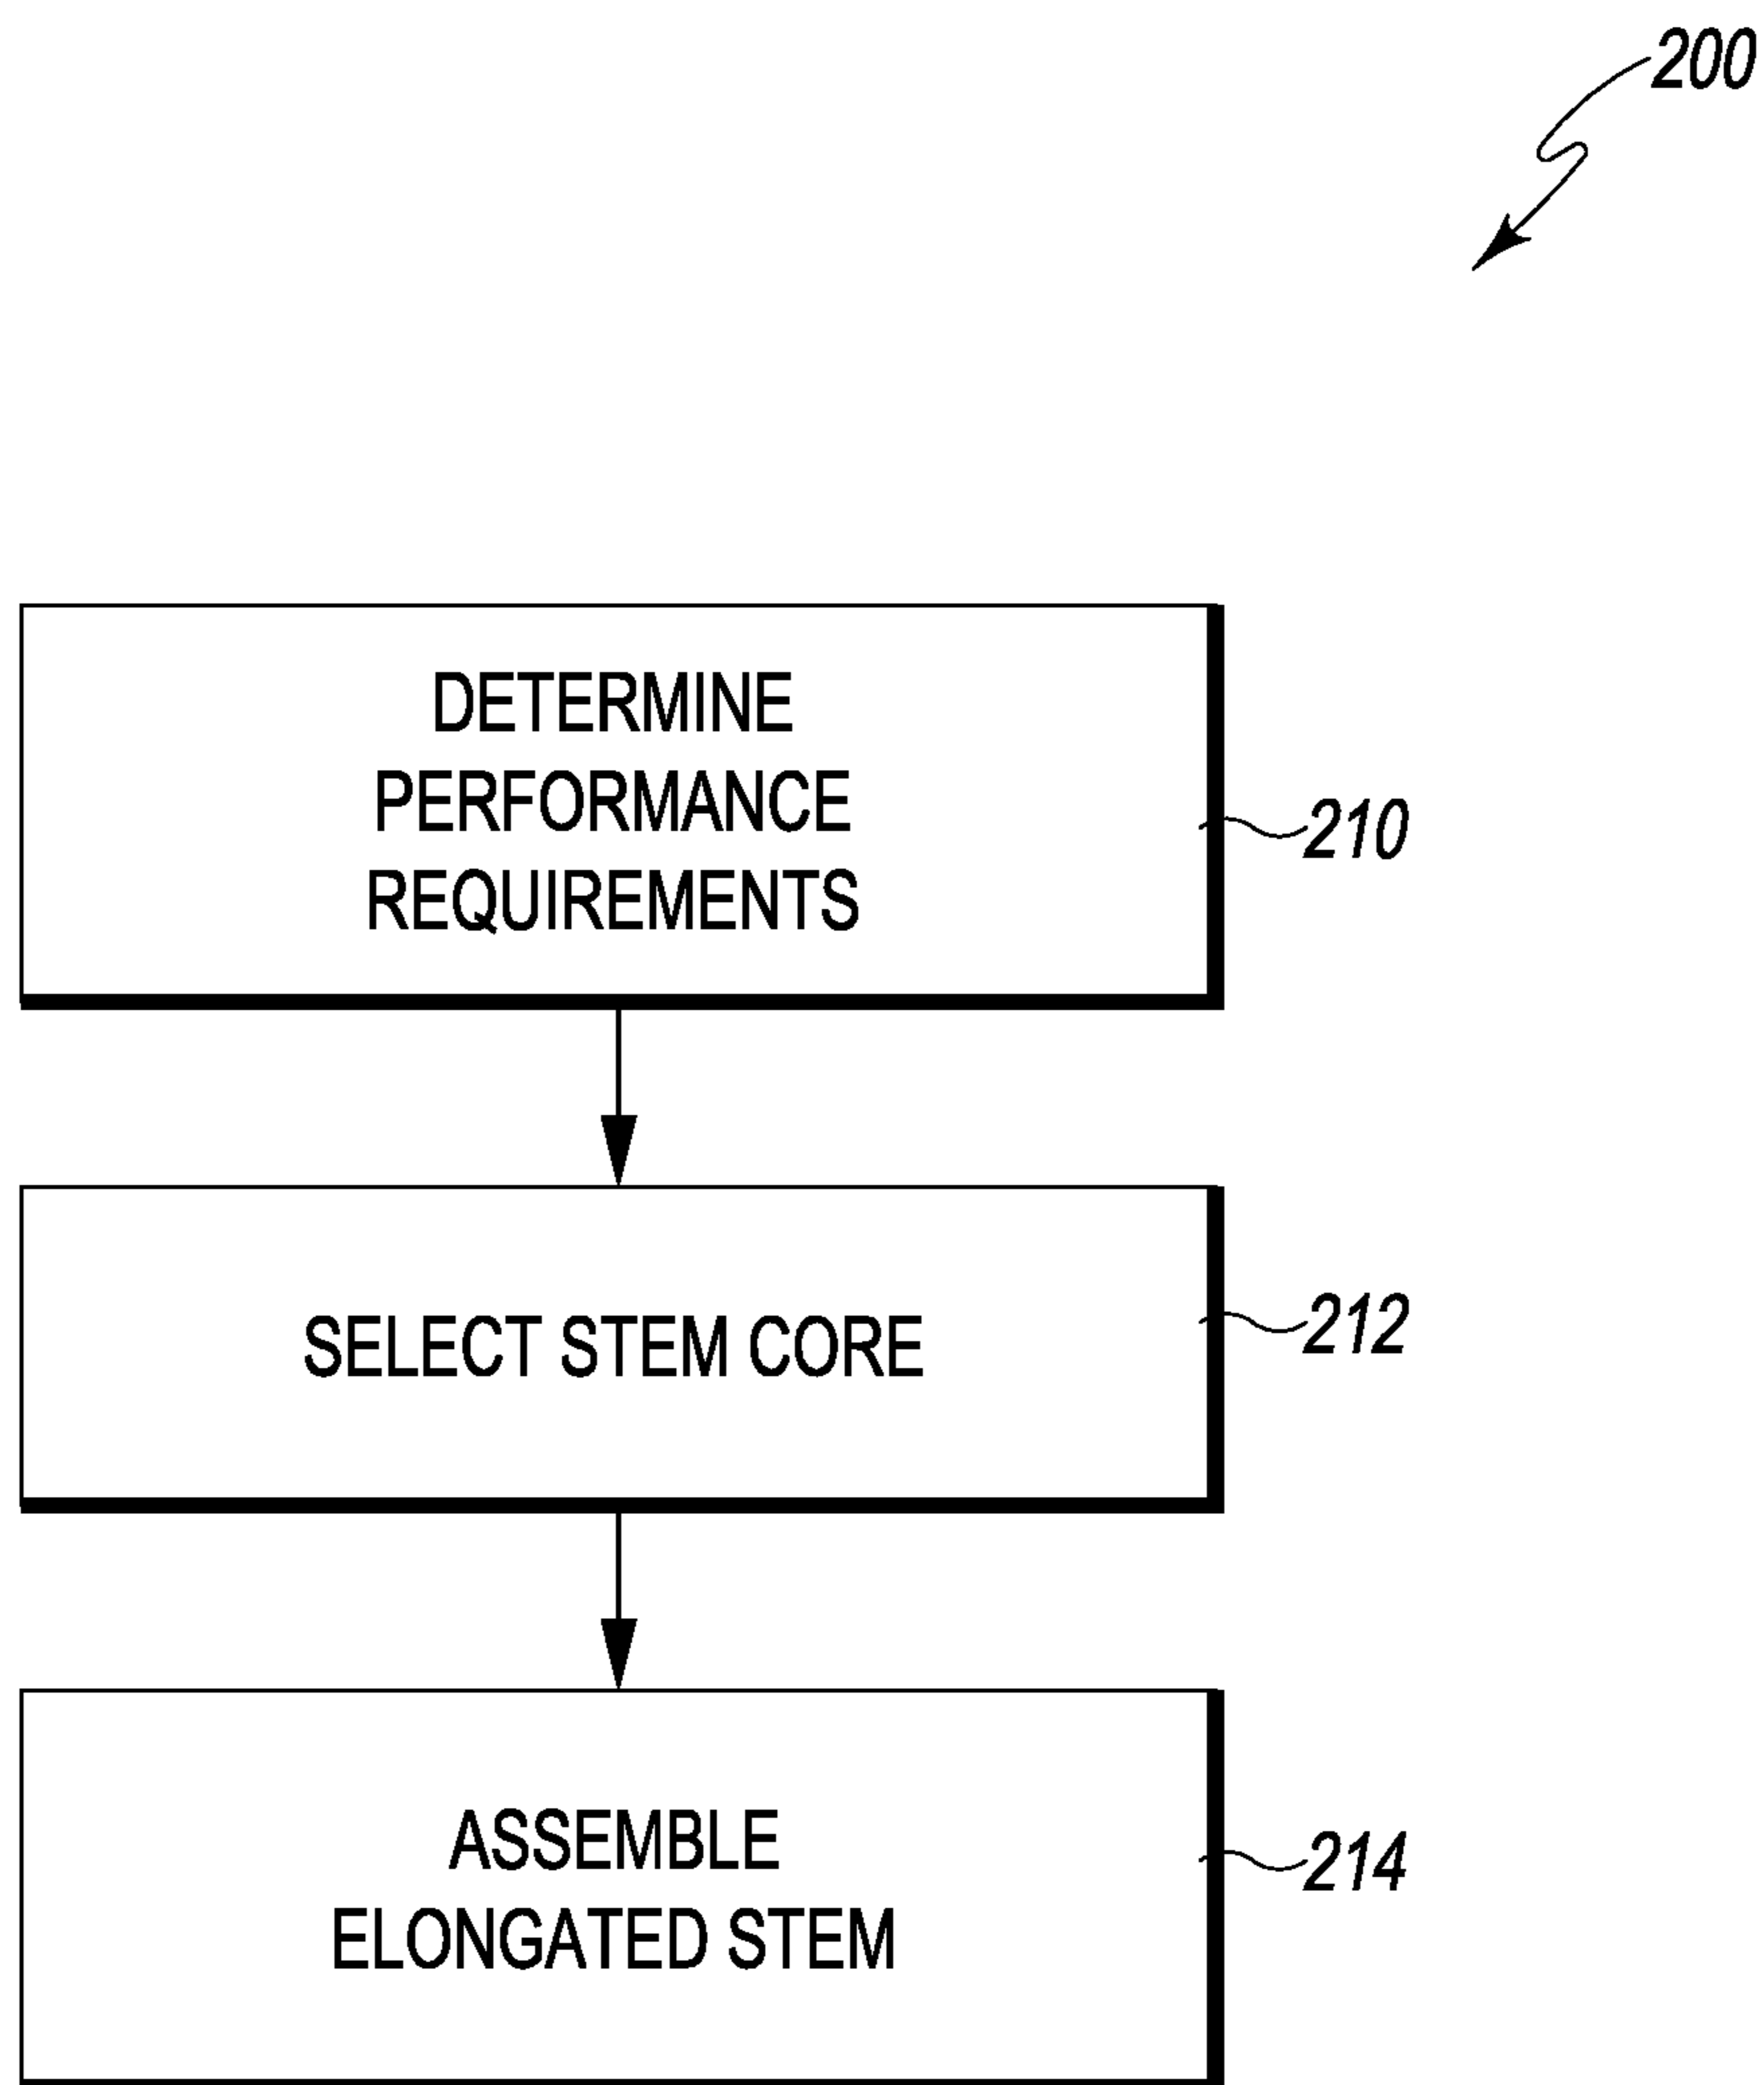 200
DETERMINE
PERFORMANCE
REQUIREMENTS
210
SELECT STEM CORE
212
ASSEMBLE
ELONGATED STEM
214